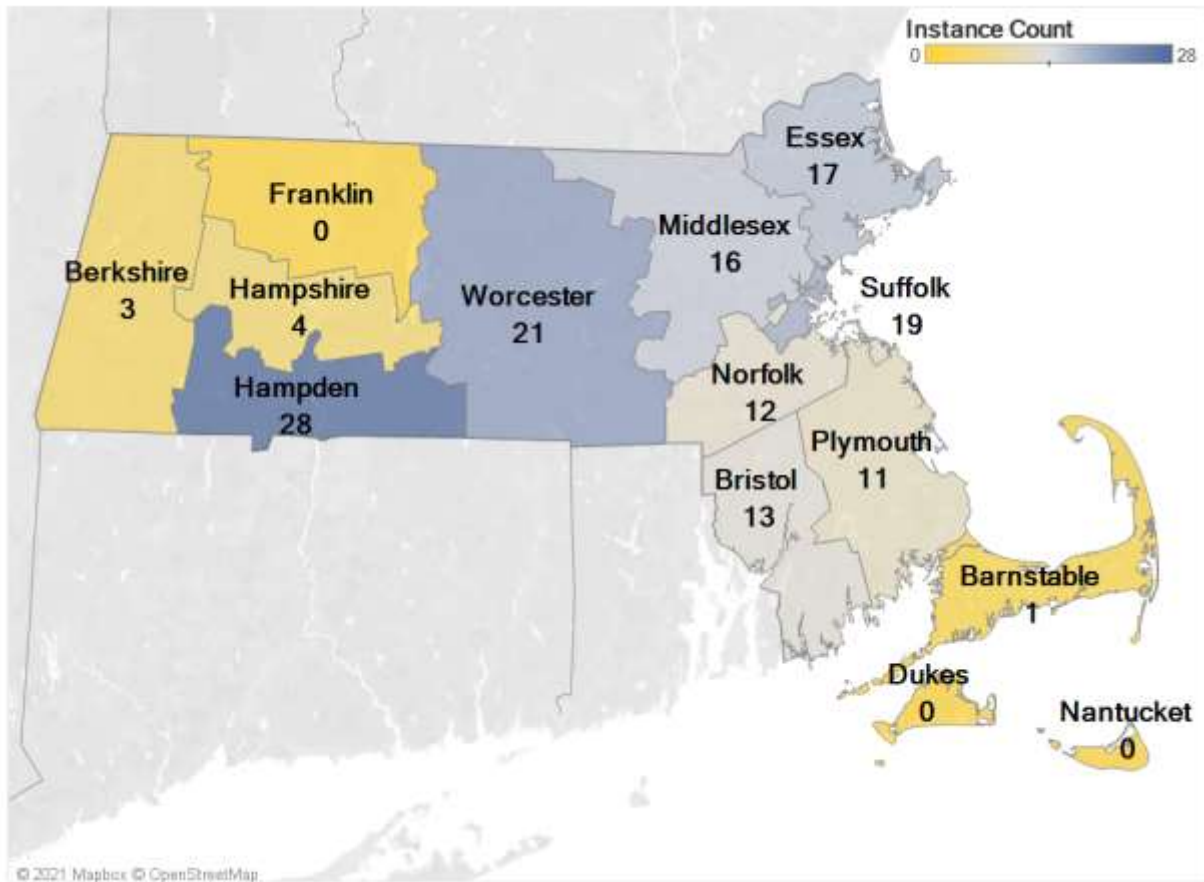 Instance Count
0
28
Essex
17
Franklin
0
Middlesex
16
Berkshire
3
Hampshire
4
Worcester
21
Suffolk
19
Hampden
28
Norfolk
12
Plymouth
11
Bristol
13
Barnstable
1
Dukes
0
Nantucket
0
© 2021 Mapbox © OpenStreetMap